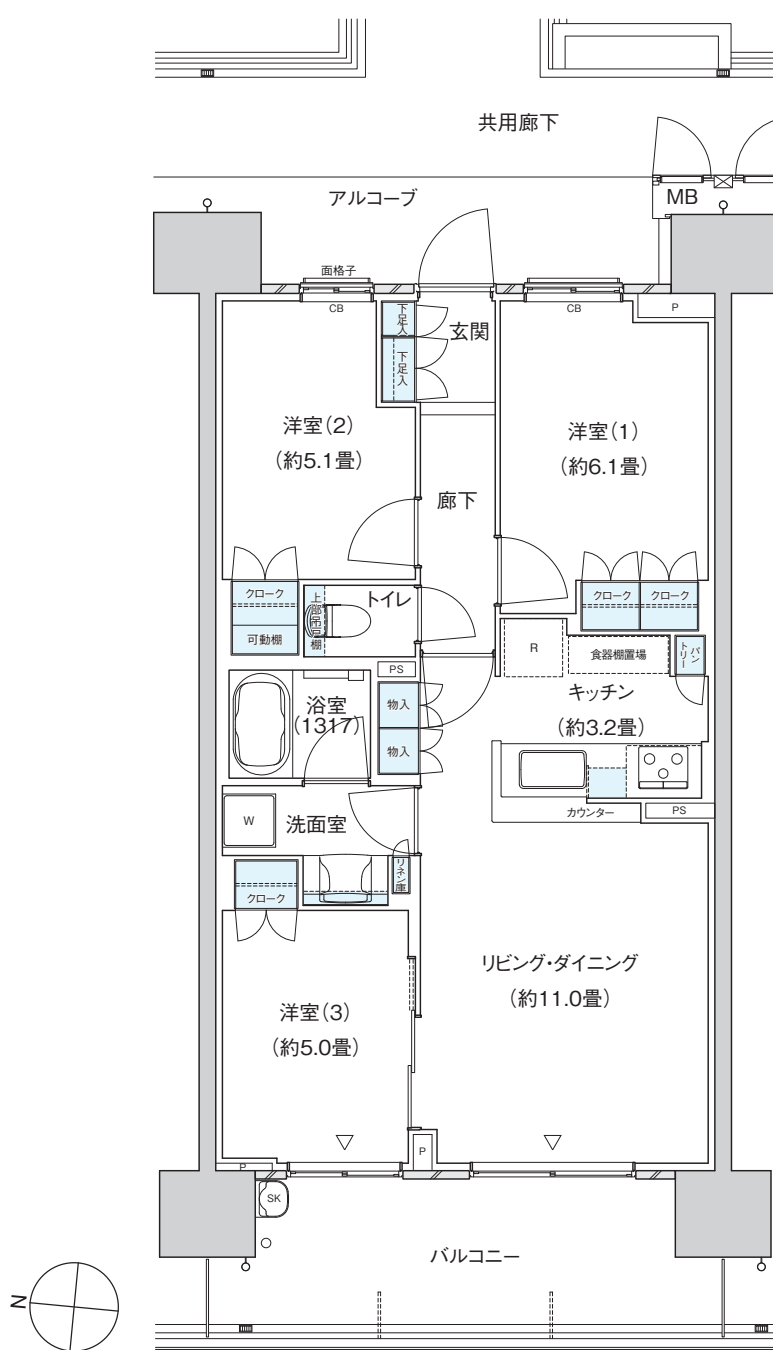 共用廊下
アルコーブ
MB
面格子
CB
下足入
下足入
玄関
CB
P
洋室(2)
(約5.1畳)
洋室(1)
(約6.1畳)
廊下
クローク
可動棚
上部吊戸棚
トイレ
クローク
クローク
PS
R
食器棚置場
パントリー
浴室
(1317)
物入
物入
キッチン
(約3.2畳)
W
洗面室
カウンター
PS
リネン庫
クローク
リビング・ダイニング
(約11.0畳)
洋室(3)
(約5.0畳)
P
P
SK
バルコニー
N